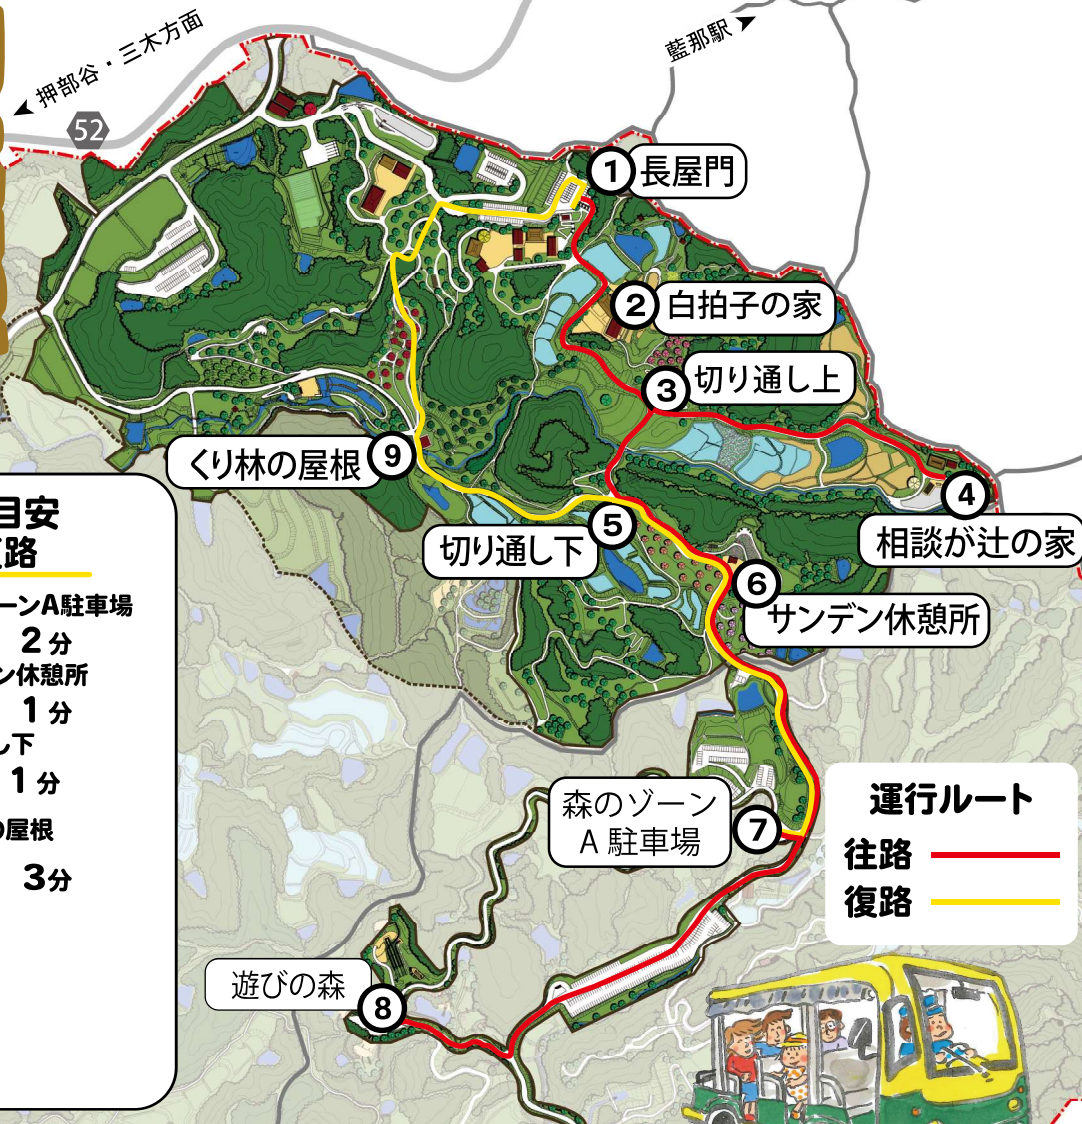 押部谷・三木方面
52
藍那駅
1 長屋門
2 白拍子の家
3 切り通し上
4 相談が辻の家
5 切り通し下
6 サンデン休憩所
7 森のゾーン
A 駐車場
8 遊びの森
9 くり林の屋根
目安
路
ーンA駐車場
2分
ン休憩所
1分
し下
1分
の屋根
3分
運行ルート
往路
復路